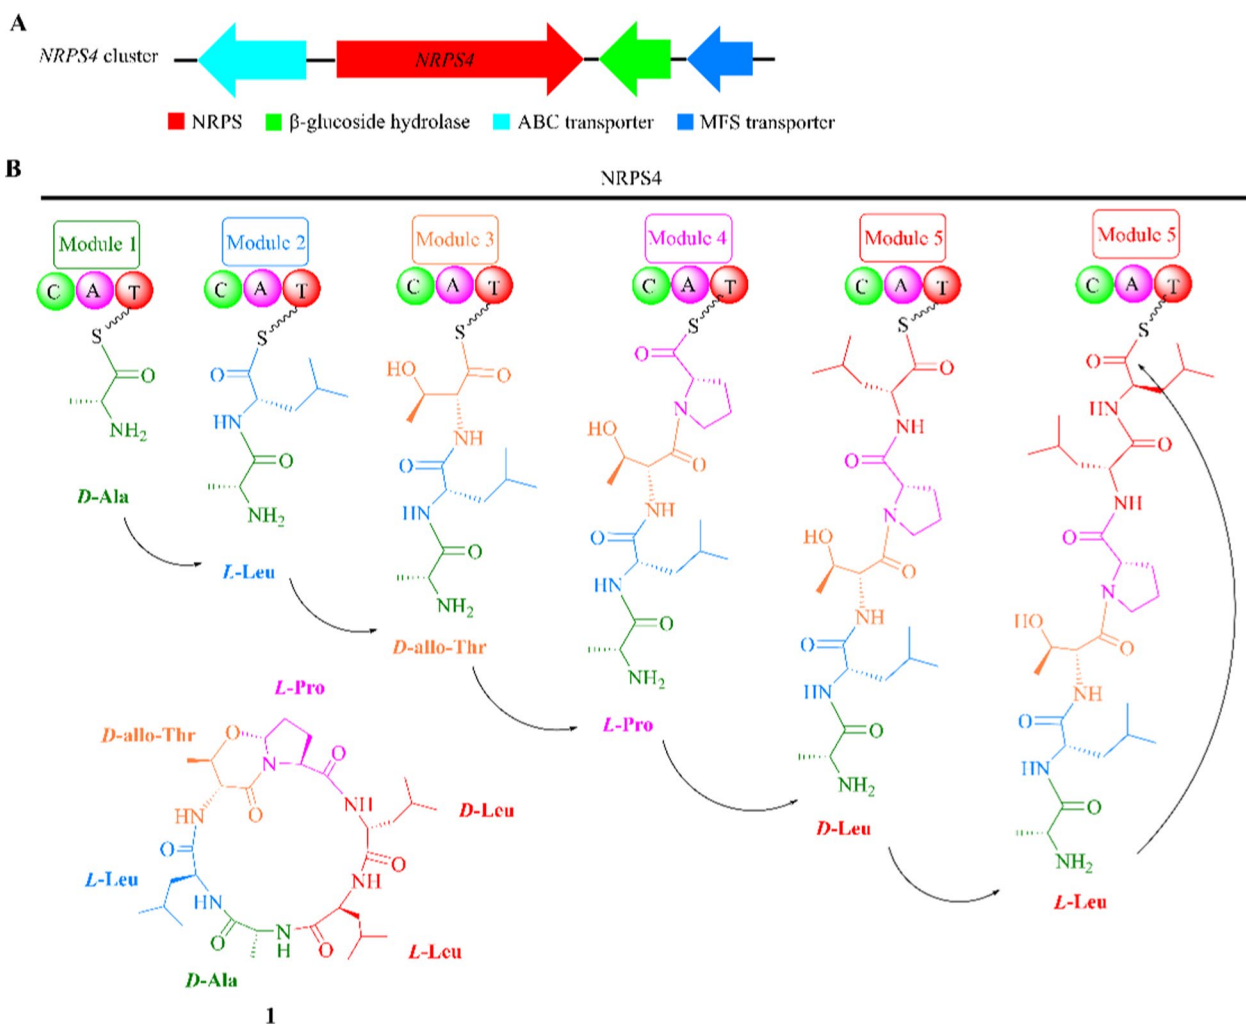 A
NRPS4 cluster
NRPS4
NRPS
β-glucoside hydrolase
ABC transporter
MFS transporter
B
NRPS4
Module 1
Module 2
Module 3
Module 4
Module 5
Module 5
C A T
C A T
C A T
C A T
C A T
C A T
S
O
NH2
D-Ala
S
O
HN
O
NH2
L-Leu
S
HO
O
NH
O
HN
O
NH2
D-allo-Thr
S
O
N
HO
O
NH
O
HN
O
NH2
L-Pro
S
O
NH
O
N
HO
O
NH
O
HN
O
NH2
D-Leu
S
O
HN
O
NH
O
N
HO
O
NH
O
HN
O
NH2
L-Leu
L-Pro
D-allo-Thr
O
N
O
O
HN
NH
D-Leu
O
O
L-Leu
HN
NH
O
N
H
O
L-Leu
D-Ala
1